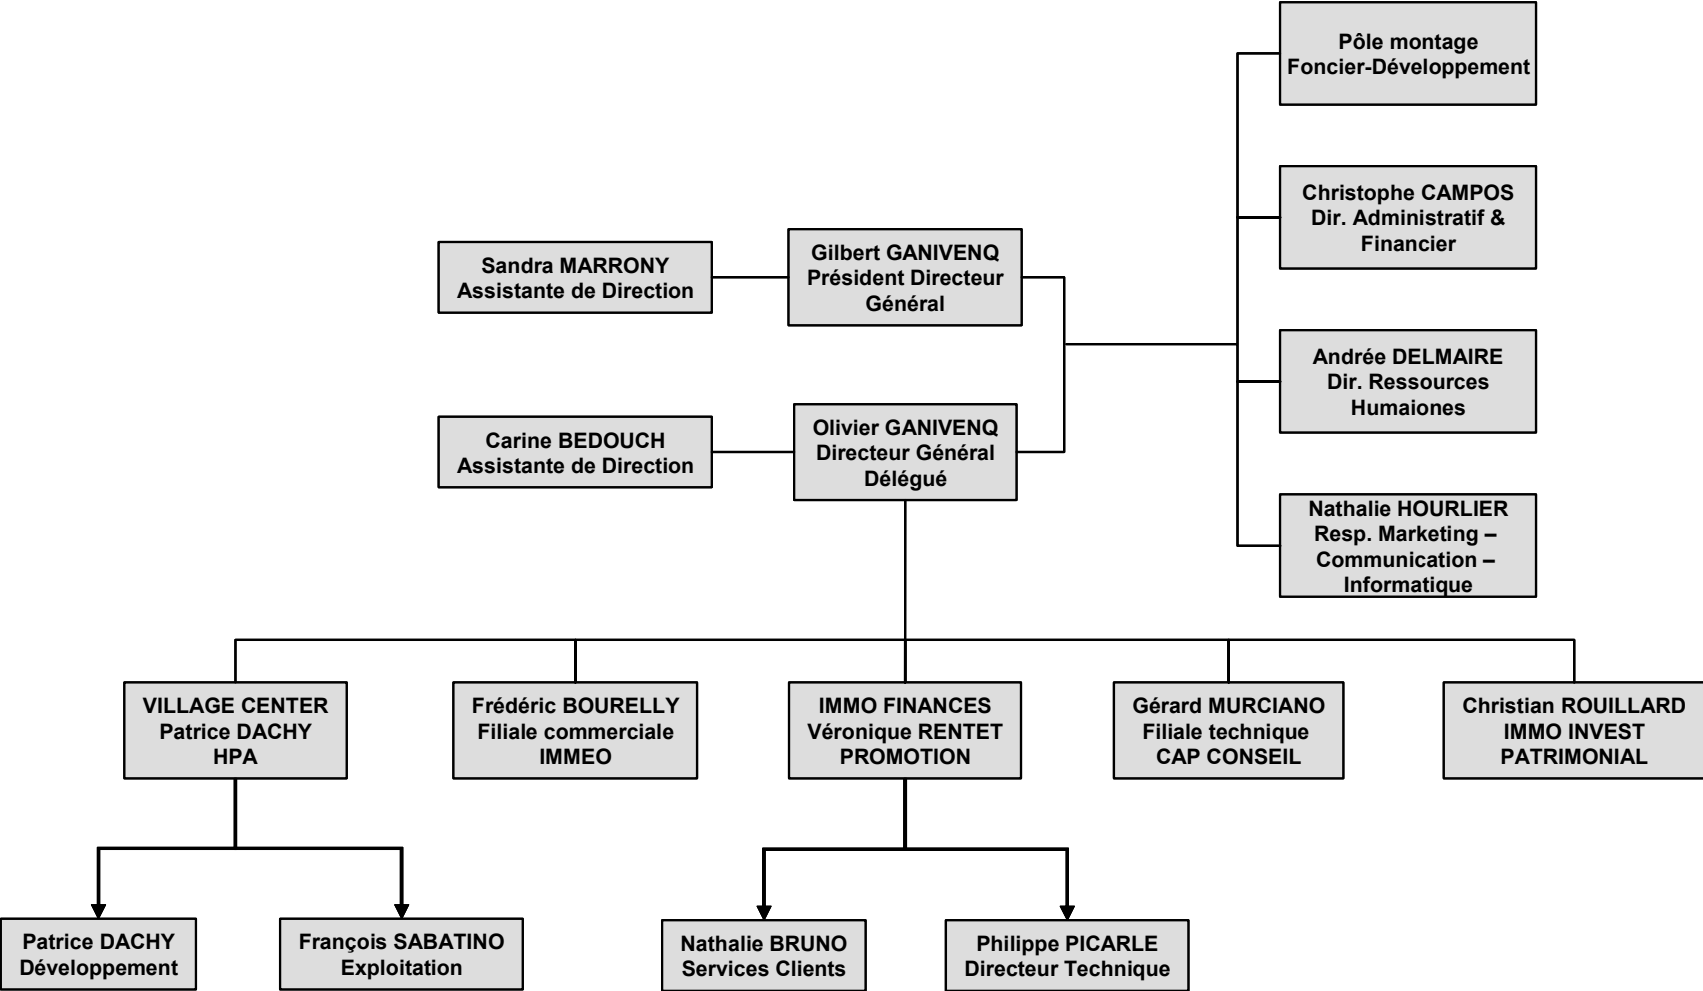 Pôle montage
Foncier-Développement
Christophe CAMPOS
Dir. Administratif &
Financier
Sandra MARRONY
Assistante de Direction
Gilbert GANIVENQ
Président Directeur
Général
Andrée DELMAIRE
Dir. Ressources
Humaiones
Carine BEDOUCH
Assistante de Direction
Olivier GANIVENQ
Directeur Général
Délégué
Nathalie HOURLIER
Resp. Marketing –
Communication –
Informatique
VILLAGE CENTER
Patrice DACHY
HPA
Frédéric BOURELLY
Filiale commerciale
IMMEO
IMMO FINANCES
Véronique RENTET
PROMOTION
Gérard MURCIANO
Filiale technique
CAP CONSEIL
Christian ROUILLARD
IMMO INVEST
PATRIMONIAL
Patrice DACHY
Développement
François SABATINO
Exploitation
Nathalie BRUNO
Services Clients
Philippe PICARLE
Directeur Technique